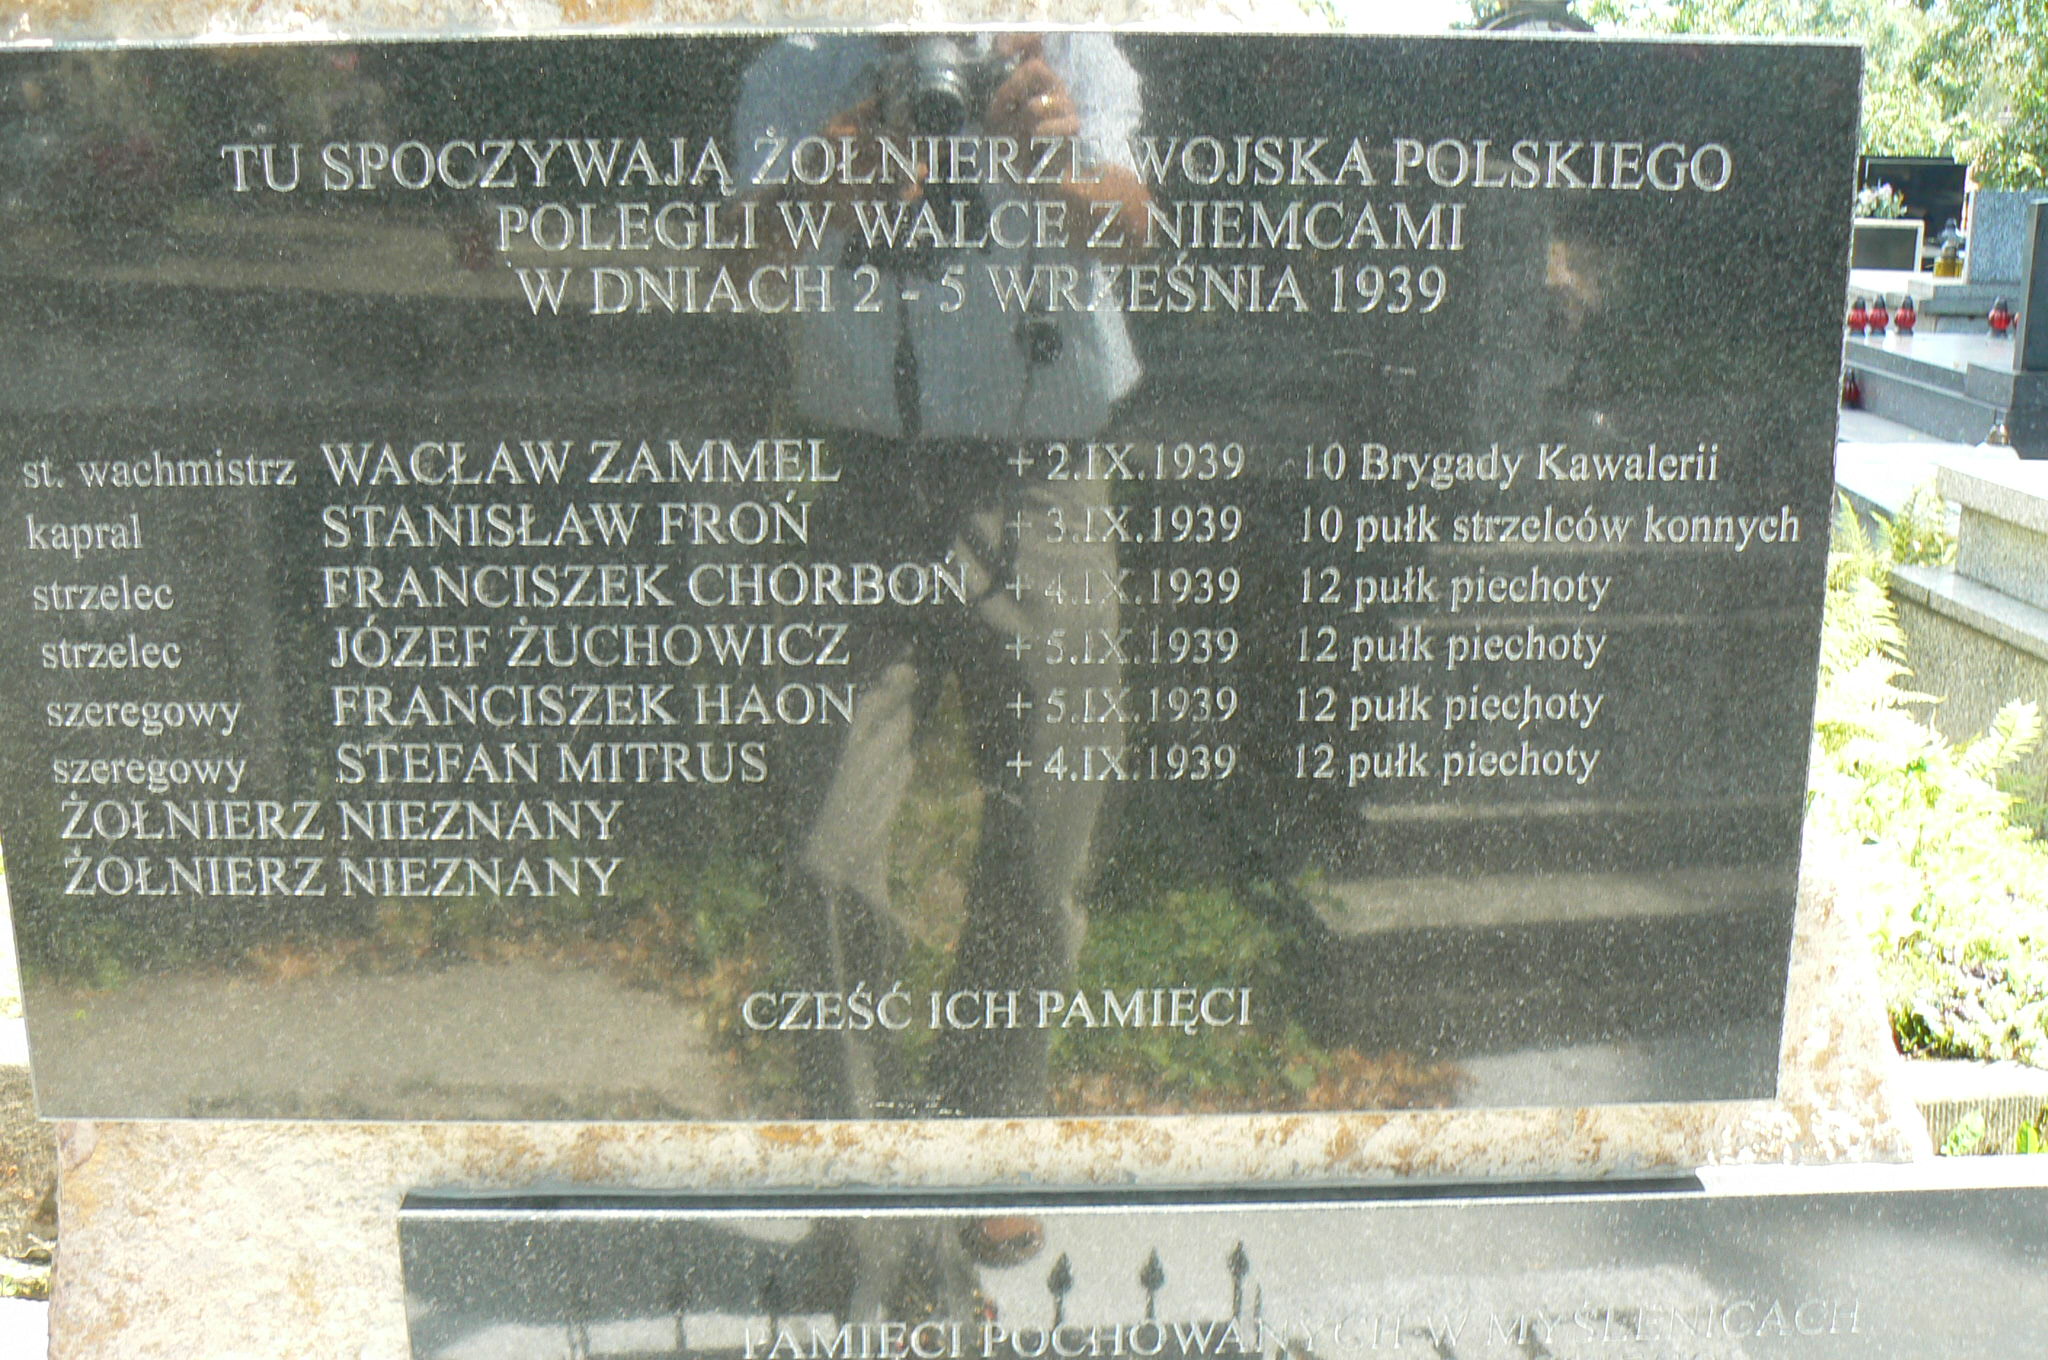 TU SPOCZYWAJĄ ŻOŁNIERZE WOJSKA POLSKIEGO
POLEGLI W WALCE Z NIEMCAMI
W DNIACH 2 - 5 WRZEŚNIA 1939
st. wachmistrz WACŁAW ZAMMEL + 2.IX.1939 10 Brygady Kawalerii
kapral STANISŁAW FROŃ + 3.IX.1939 10 pułk strzelców konnych
strzelec FRANCISZEK CHORBOŃ + 4.IX.1939 12 pułk piechoty
strzelec JÓZEF ŻUCHOWICZ + 5.IX.1939 12 pułk piechoty
szeregowy FRANCISZEK HAON + 5.IX.1939 12 pułk piechoty
szeregowy STEFAN MITRUS + 4.IX.1939 12 pułk piechoty
ŻOŁNIERZ NIEZNANY
ŻOŁNIERZ NIEZNANY
CZEŚĆ ICH PAMIĘCI
PAMIĘCI POCHOWANYCH W MYŚLENICACH